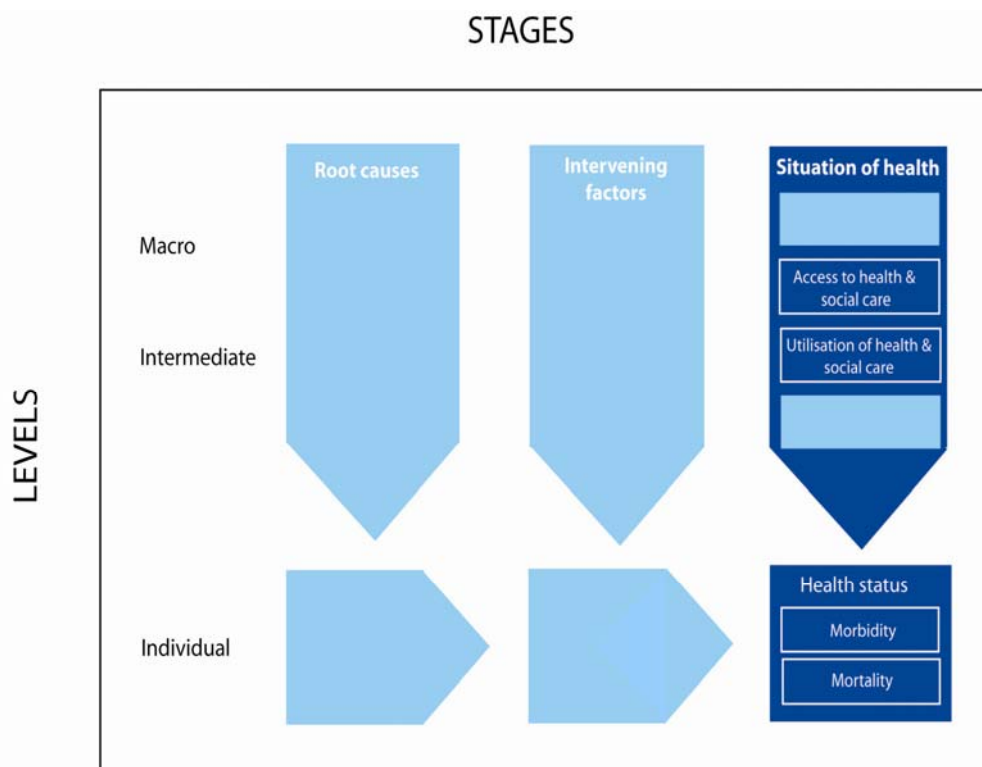 STAGES
LEVELS
Root causes
Intervening
factors
Situation of health
Macro
Access to health &
social care
Intermediate
Utilisation of health &
social care
Individual
Health status
Morbidity
Mortality